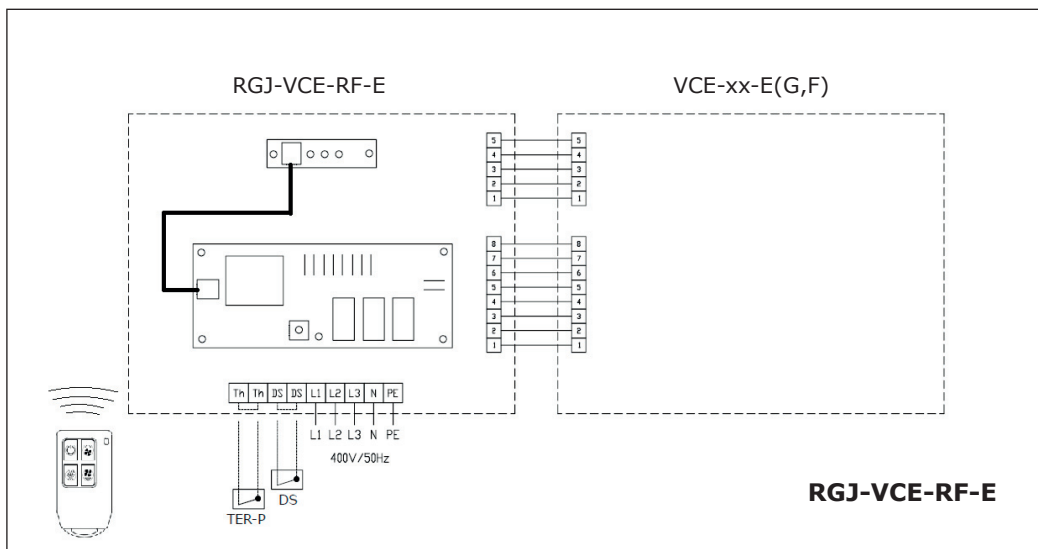 RGJ-VCE-RF-E VCE-xx-E(G,F)
5 5
4 4
3 3
2 2
1 1
8 8
7 7
6 6
5 5
4 4
3 3
2 2
1 1
Th Th DS DS L1 L2 L3 N PE
L1 L2 L3 N PE
400V/50Hz
DS
TER-P
RGJ-VCE-RF-E